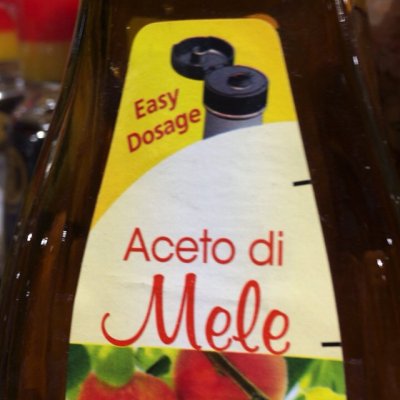 Easy
Dosage
Aceto di
Mele